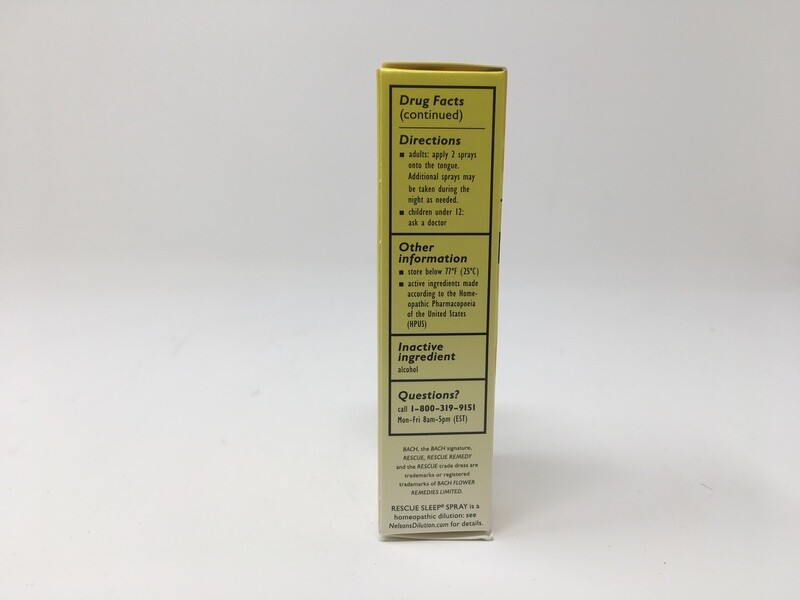 Drug Facts
(continued)
Directions
■ adults: apply 2 sprays
onto the tongue.
Additional sprays may
be taken during the
night as needed.
■ children under 12:
ask a doctor
Other
information
■ store below 77°F (25°C)
■ active ingredients made
according to the Home-
opathic Pharmacopoeia
of the United States
(HPUS)
Inactive
ingredient
alcohol
Questions?
call 1-800-319-9151
Mon-Fri 8am-5pm (EST)
BACH, the BACH signature,
RESCUE, RESCUE REMEDY
and the RESCUE trade dress are
trademarks or registered
trademarks of BACH FLOWER
REMEDIES LIMITED.
RESCUE SLEEP® SPRAY is a
homeopathic dilution: see
NelsonsDilution.com for details.